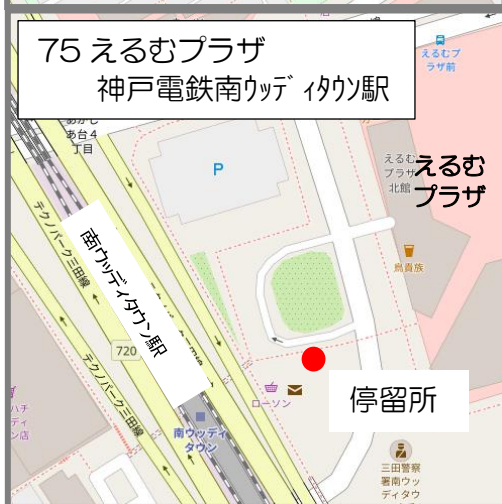 75 えるむプラザ
神戸電鉄南ウッディタウン駅
えるむプ
ラザ前
あ台4
丁目
P
えるむ
プラザ
北館
えるむ
プラザ
テクノパーク三田線
南ウッディタウン駅
鳥貴族
720
テクノパーク三田線
ローソン
停留所
南ウッディ
タウン
三田警察
署南ウッ
ディタウ